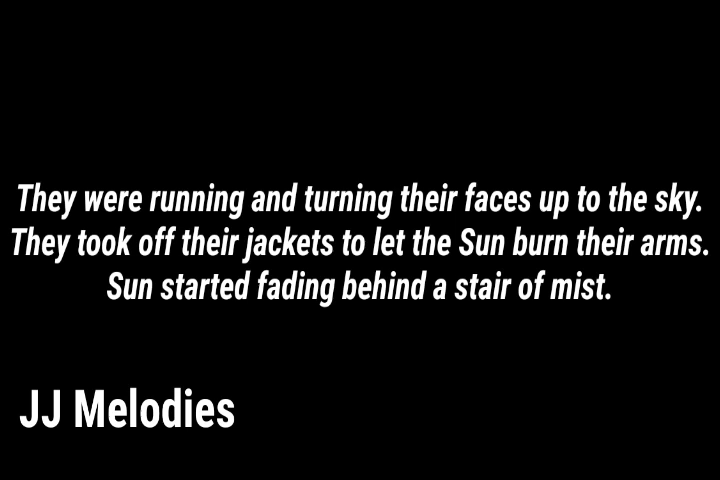 They were running and turning their faces up to the sky.
They took off their jackets to let the Sun burn their arms.
Sun started fading behind a stair of mist.
JJ Melodies